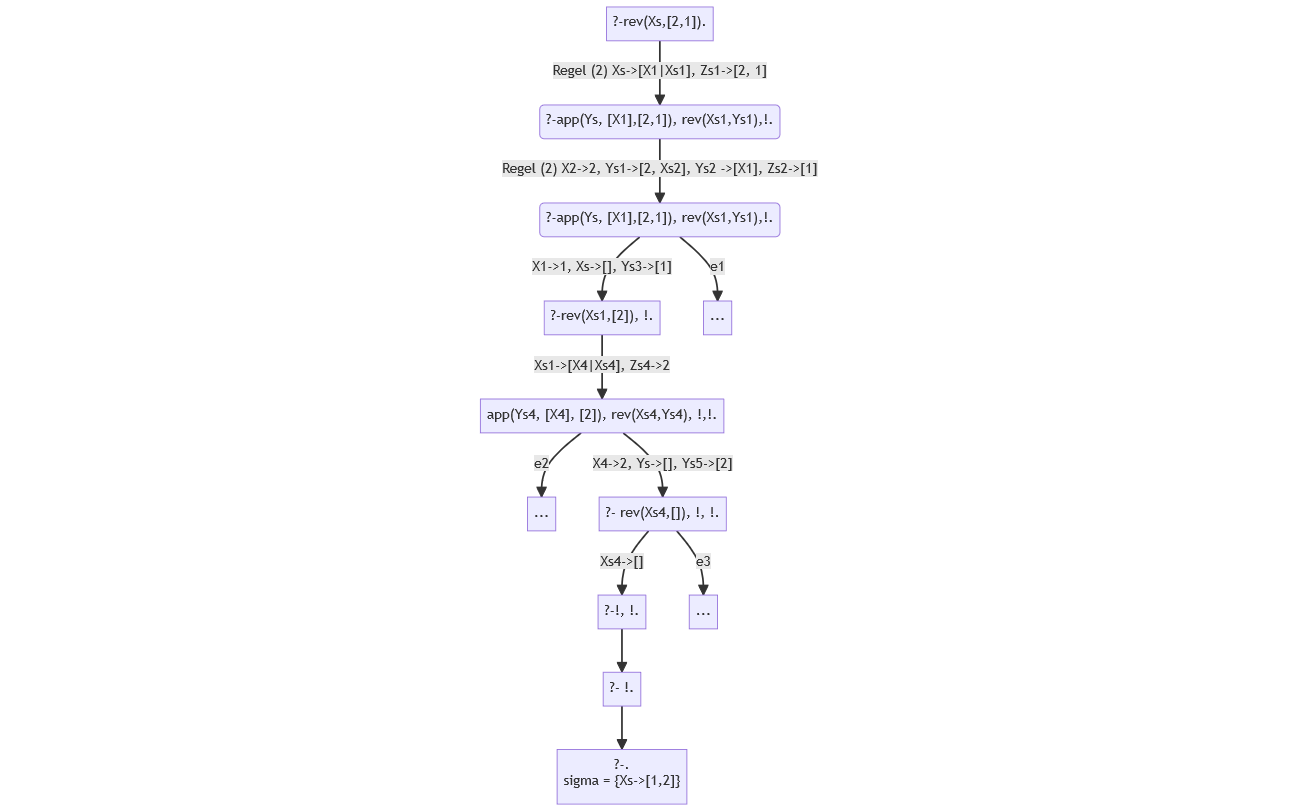 ?-rev(Xs,[2,1]).
Regel (2) Xs->[X1|Xs1], Zs1->[2, 1]
?-app(Ys, [X1],[2,1]), rev(Xs1,Ys1),!.
Regel (2) X2->2, Ys1->[2, Xs2], Ys2 ->[X1], Zs2->[1]
?-app(Ys, [X1],[2,1]), rev(Xs1,Ys1),!.
X1->1, Xs->[], Ys3->[1]
e1
?-rev(Xs1,[2]), !.
...
Xs1->[X4|Xs4], Zs4->2
app(Ys4, [X4], [2]), rev(Xs4,Ys4), !,!.
e2
X4->2, Ys->[], Ys5->[2]
...
?- rev(Xs4,[]), !, !.
Xs4->[]
e3
?-!, !.
...
?- !.
?-.
sigma = {Xs->[1,2]}